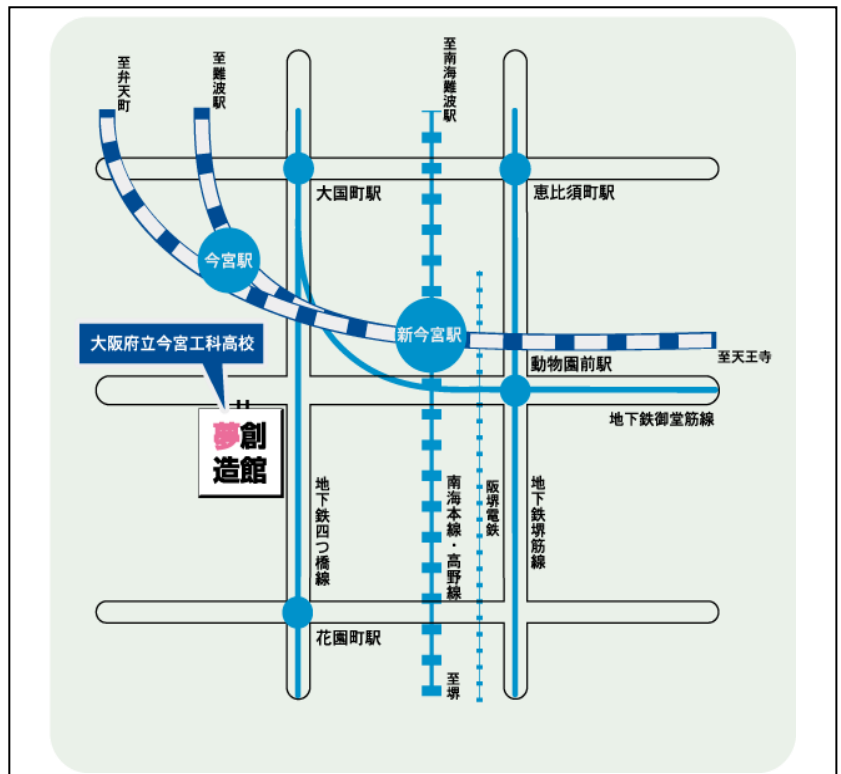 至弁天町
至難波駅
至南海難波駅
大国町駅
恵比須町駅
今宮駅
新今宮駅
大阪府立今宮工科高校
動物園前駅
至天王寺
地下鉄御堂筋線
夢創
造館
地下鉄四つ橋線
南海本線・高野線
阪堺電鉄
地下鉄堺筋線
花園町駅
至堺